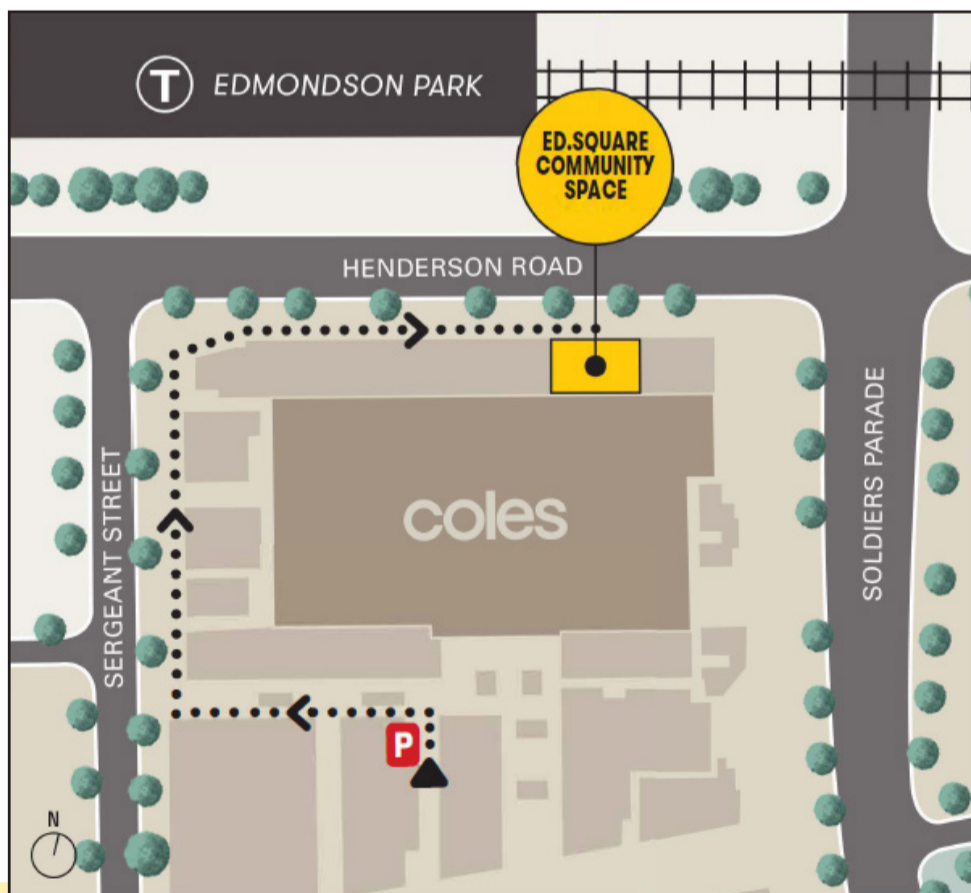 T EDMONDSON PARK
ED.SQUARE
COMMUNITY
SPACE
HENDERSON ROAD
SERGEANT STREET
coles
SOLDIERS PARADE
P
N